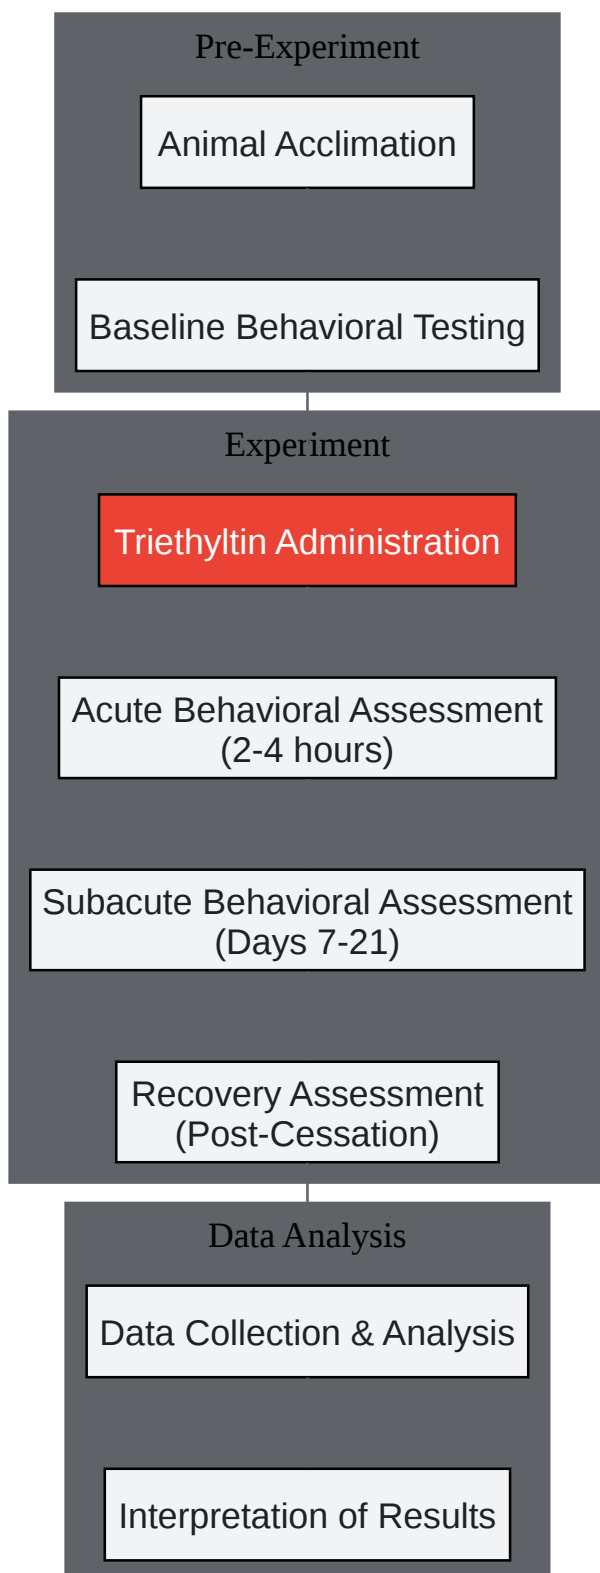 Pre-Experiment
Animal Acclimation
Baseline Behavioral Testing
Experiment
Triethyltin Administration
Acute Behavioral Assessment
(2-4 hours)
Subacute Behavioral Assessment
(Days 7-21)
Recovery Assessment
(Post-Cessation)
Data Analysis
Data Collection & Analysis
Interpretation of Results